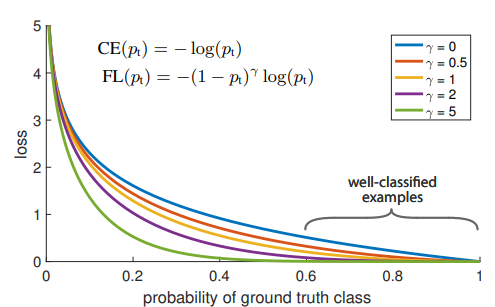 5
4
3
2
1
0
loss
CE(pₜ) = − log(pₜ)
FL(pₜ) = −(1 − pₜ)^γ log(pₜ)
γ = 0
γ = 0.5
γ = 1
γ = 2
γ = 5
well-classified
examples
0 0.2 0.4 0.6 0.8 1
probability of ground truth class